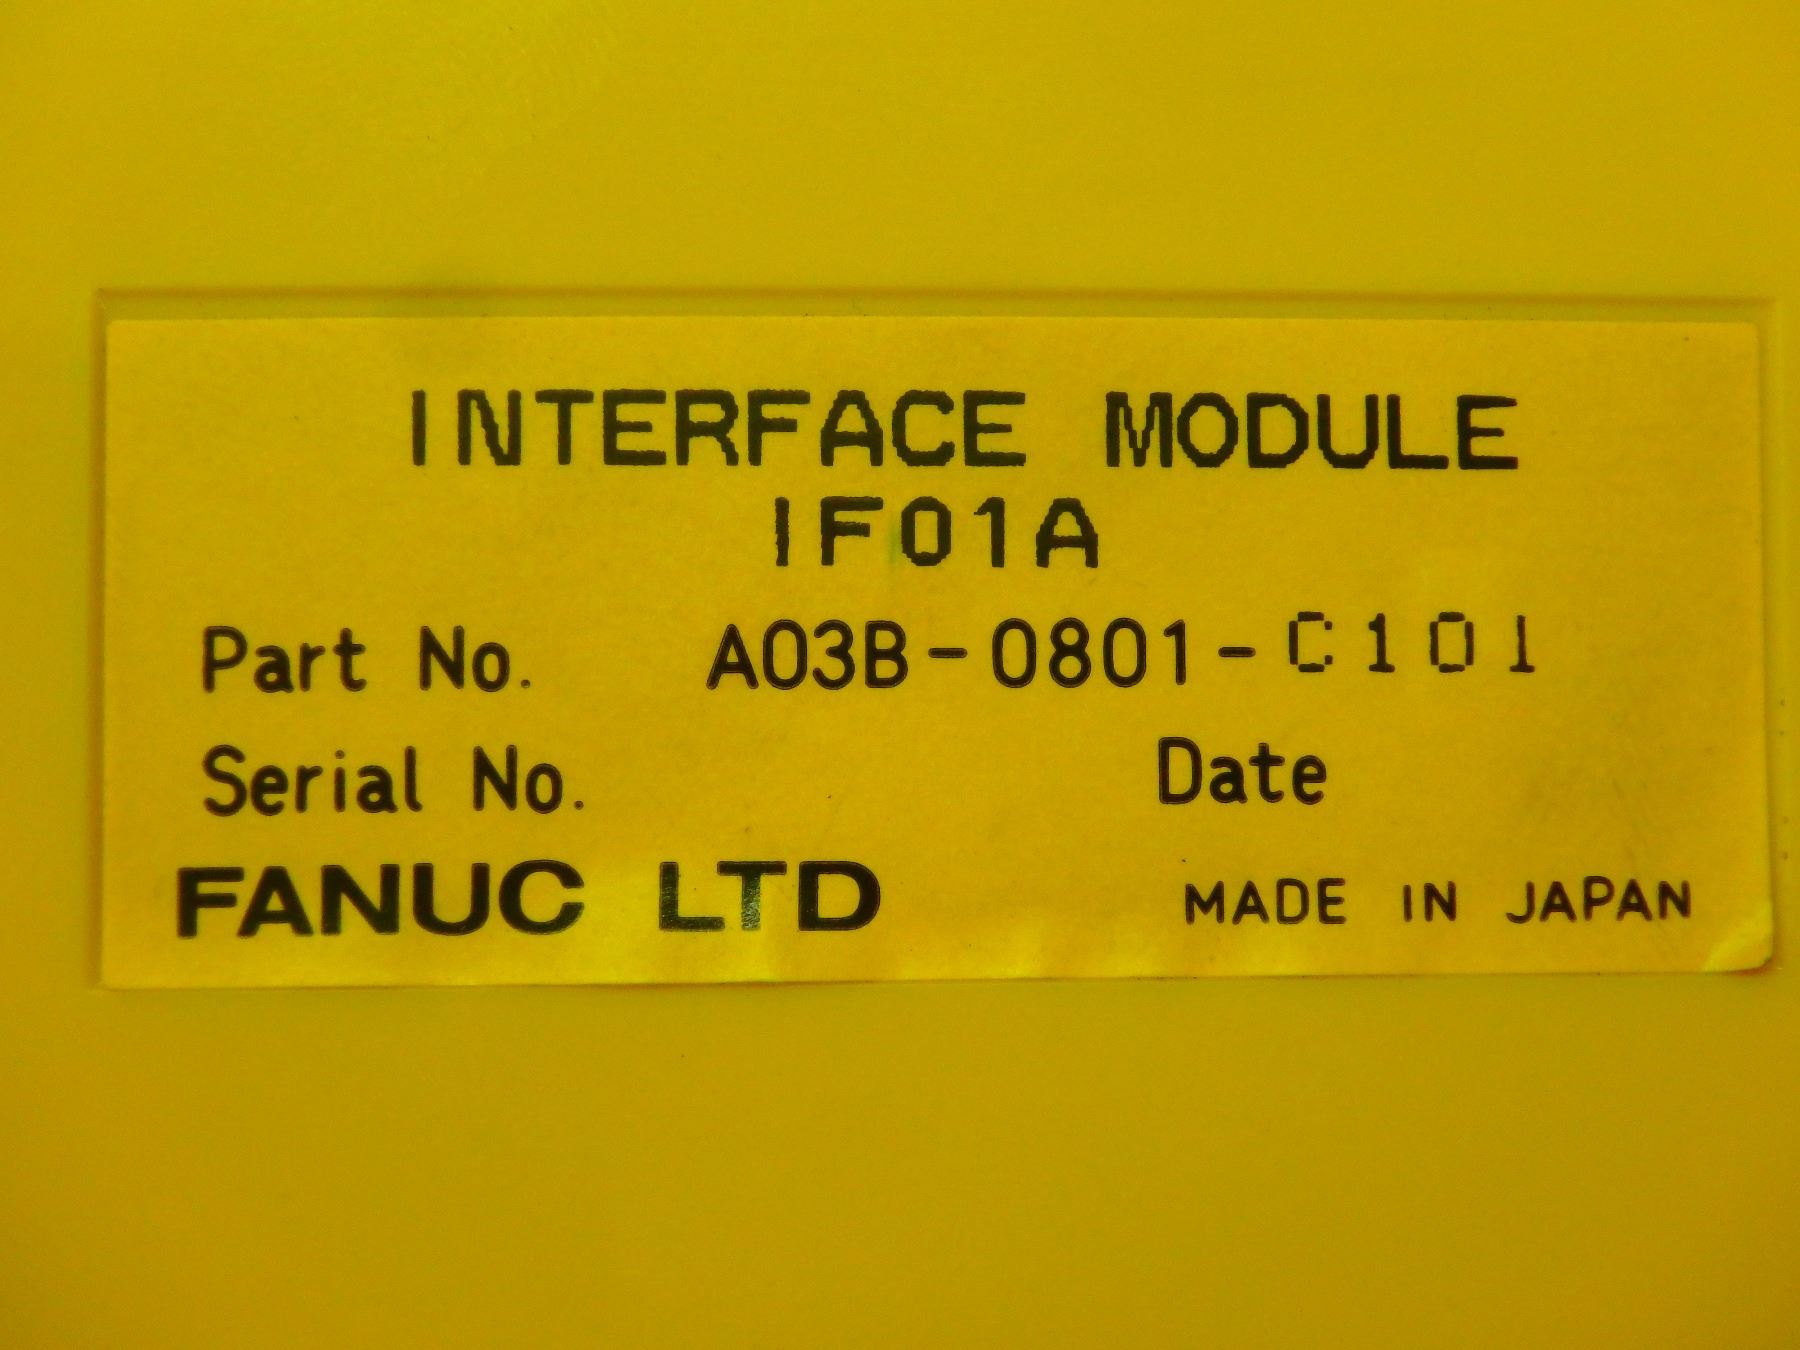 INTERFACE MODULE
IF01A
Part No. A03B-0801-C101
Serial No. Date
FANUC LTD MADE IN JAPAN